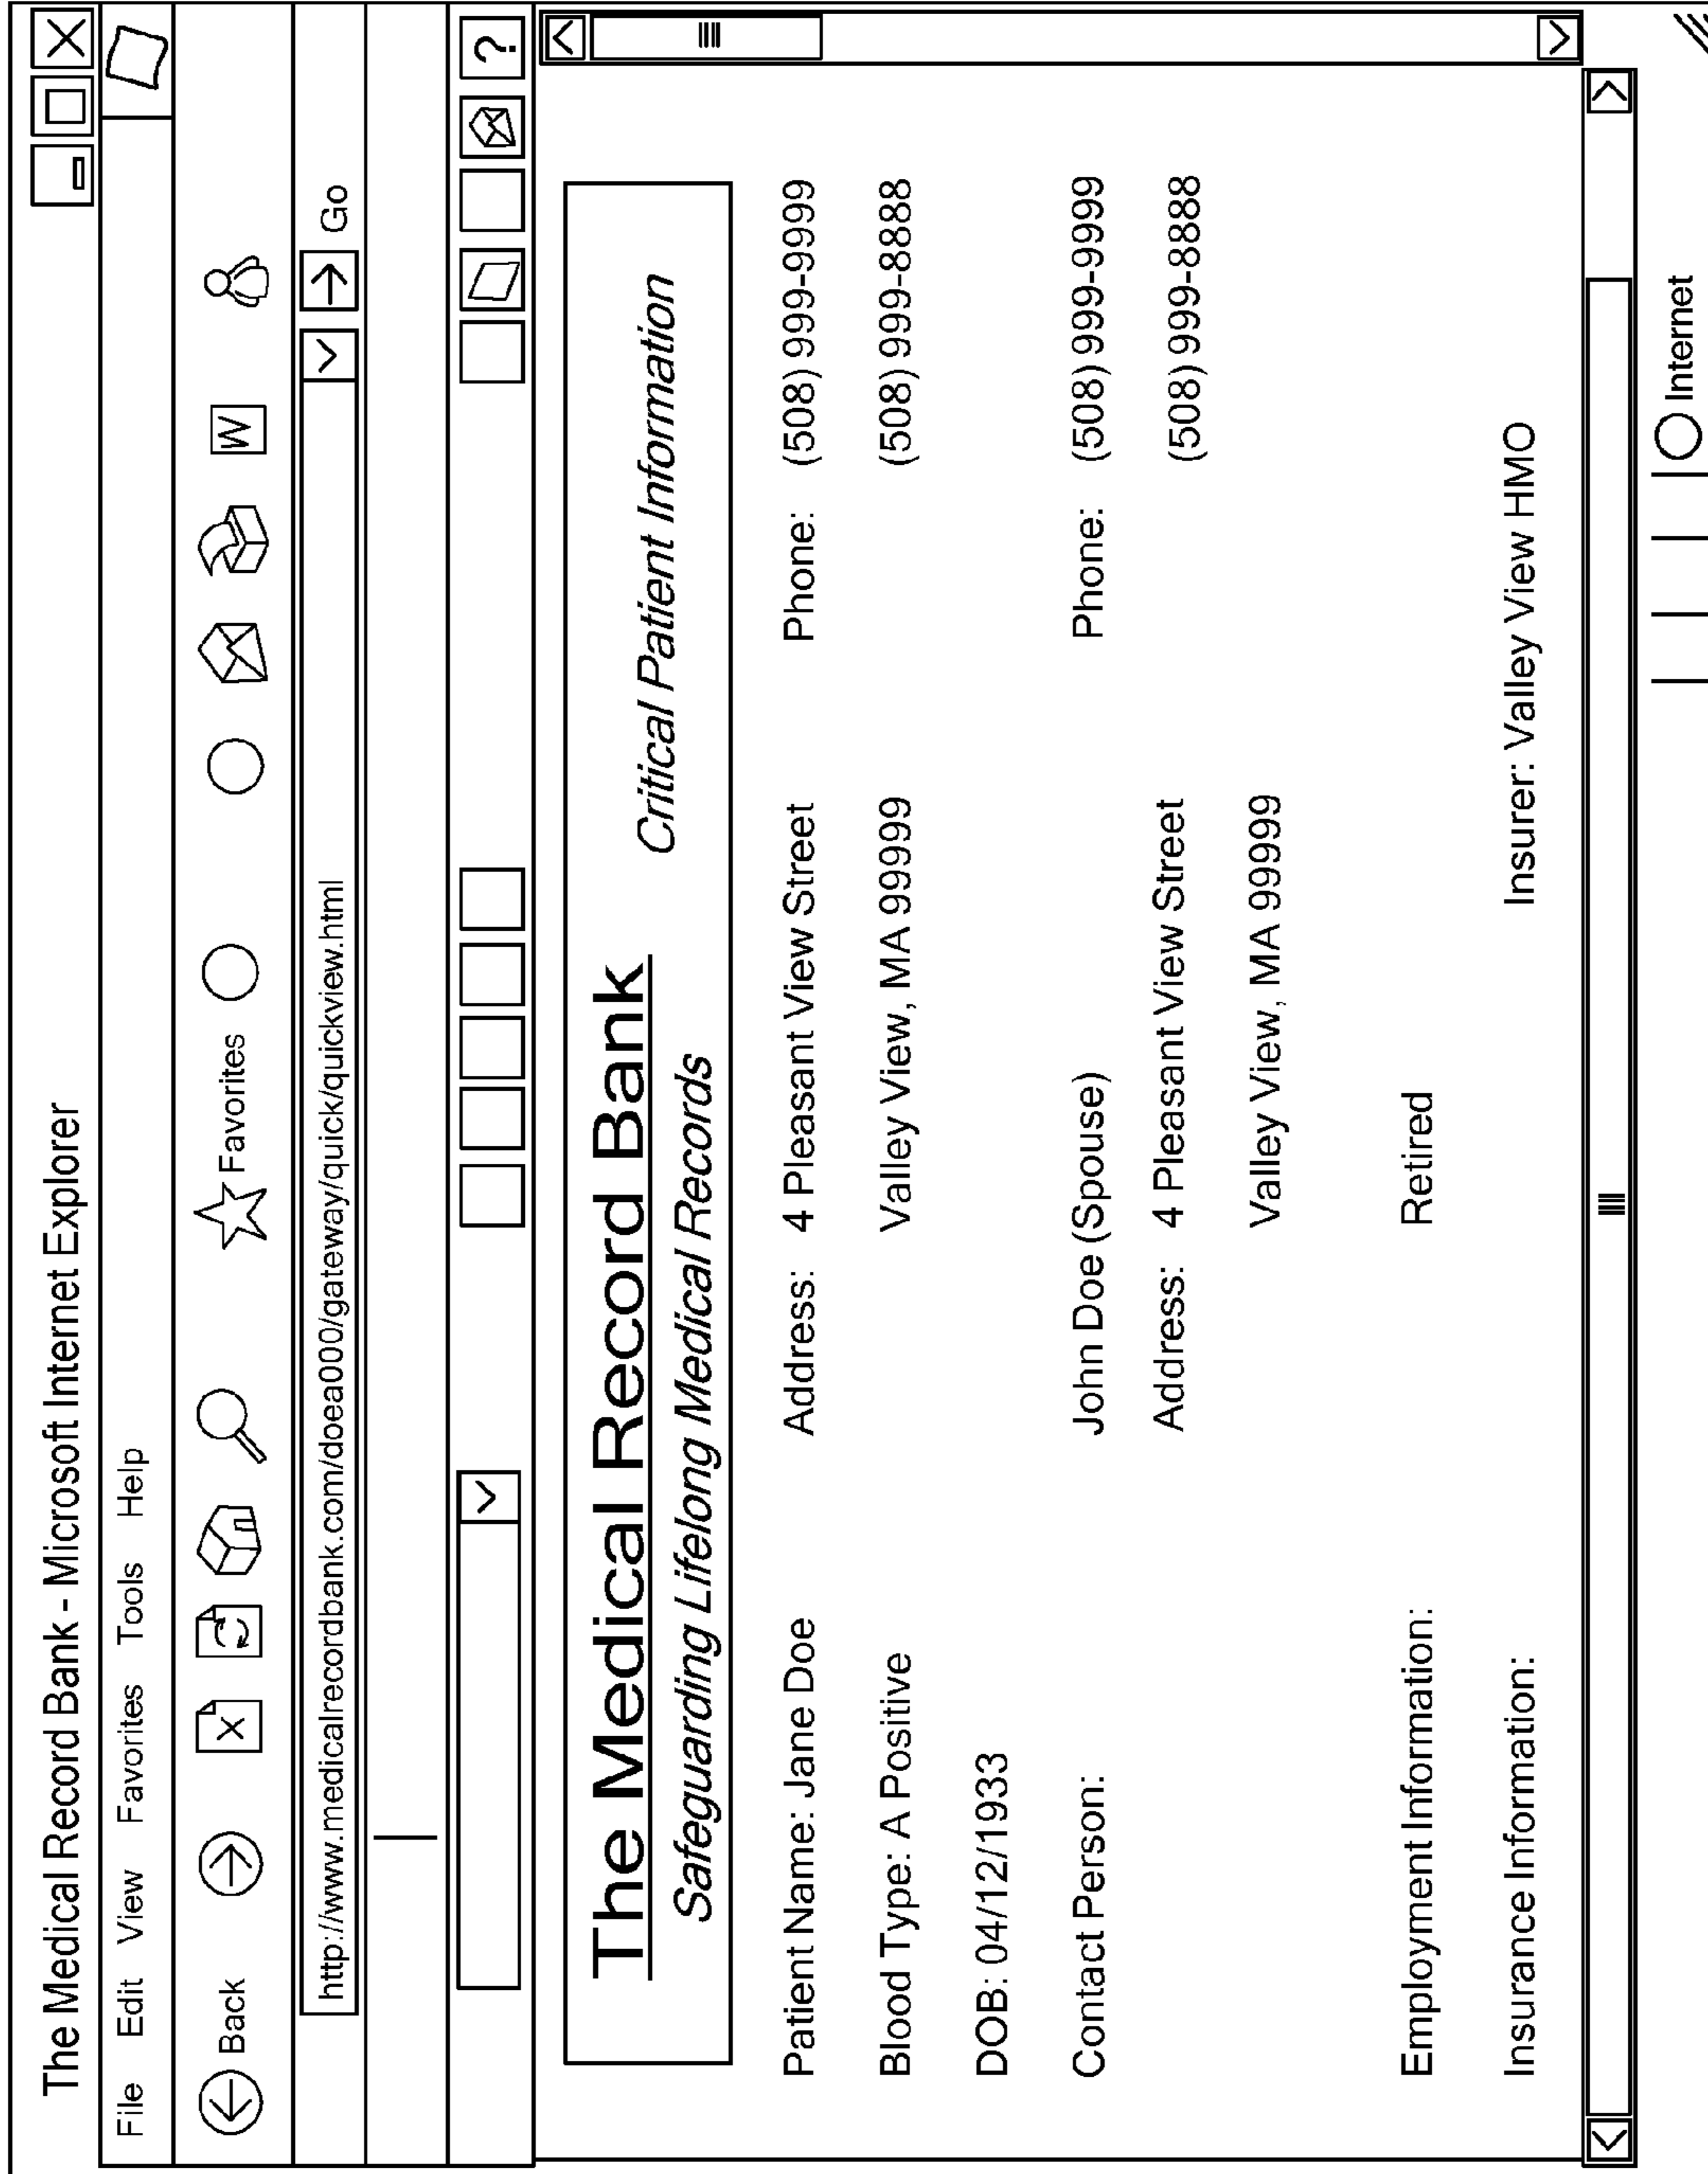 The Medical Record Bank - Microsoft Internet Explorer
File Edit View Favorites Tools Help
Back X Favorites W
http://www.medicalrecordbank.com/doea000/gateway/quick/quickview.html Go
?
The Medical Record Bank
Critical Patient Information
Safeguarding Lifelong Medical Records
Patient Name: Jane Doe Address: 4 Pleasant View Street Phone: (508) 999-9999
Blood Type: A Positive Valley View, MA 99999 (508) 999-8888
DOB: 04/12/1933
Contact Person: John Doe (Spouse) Phone: (508) 999-9999
Address: 4 Pleasant View Street (508) 999-8888
Valley View, MA 99999
Employment Information: Retired
Insurance Information: Insurer: Valley View HMO
Internet